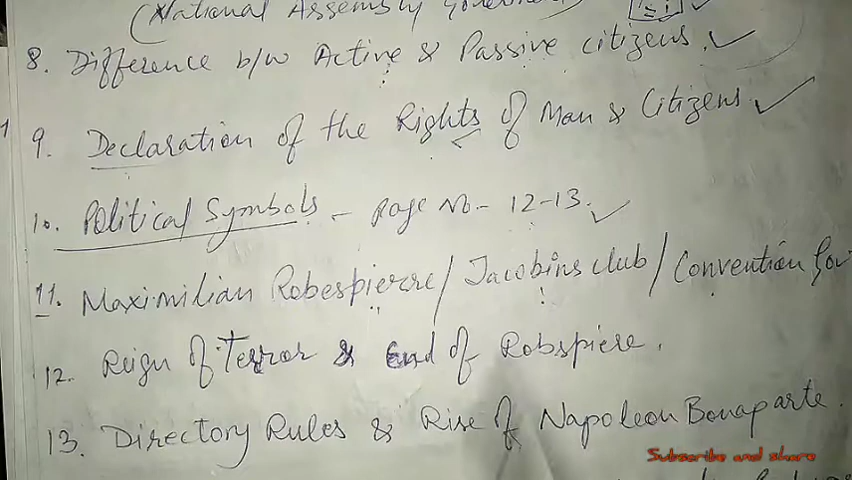 (National Assembly
8. Difference b/w Active & Passive citizens.
9. Declaration of the Rights of Man & Citizens
10. Political Symbols - Page No.- 12-13.
11. Maximilian Robespierre/Jacobins club/Convention
12. Reign of Terror & End of Robspiere.
13. Directory Rules & Rise of Napoleon Bonaparte.
Subscribe and share